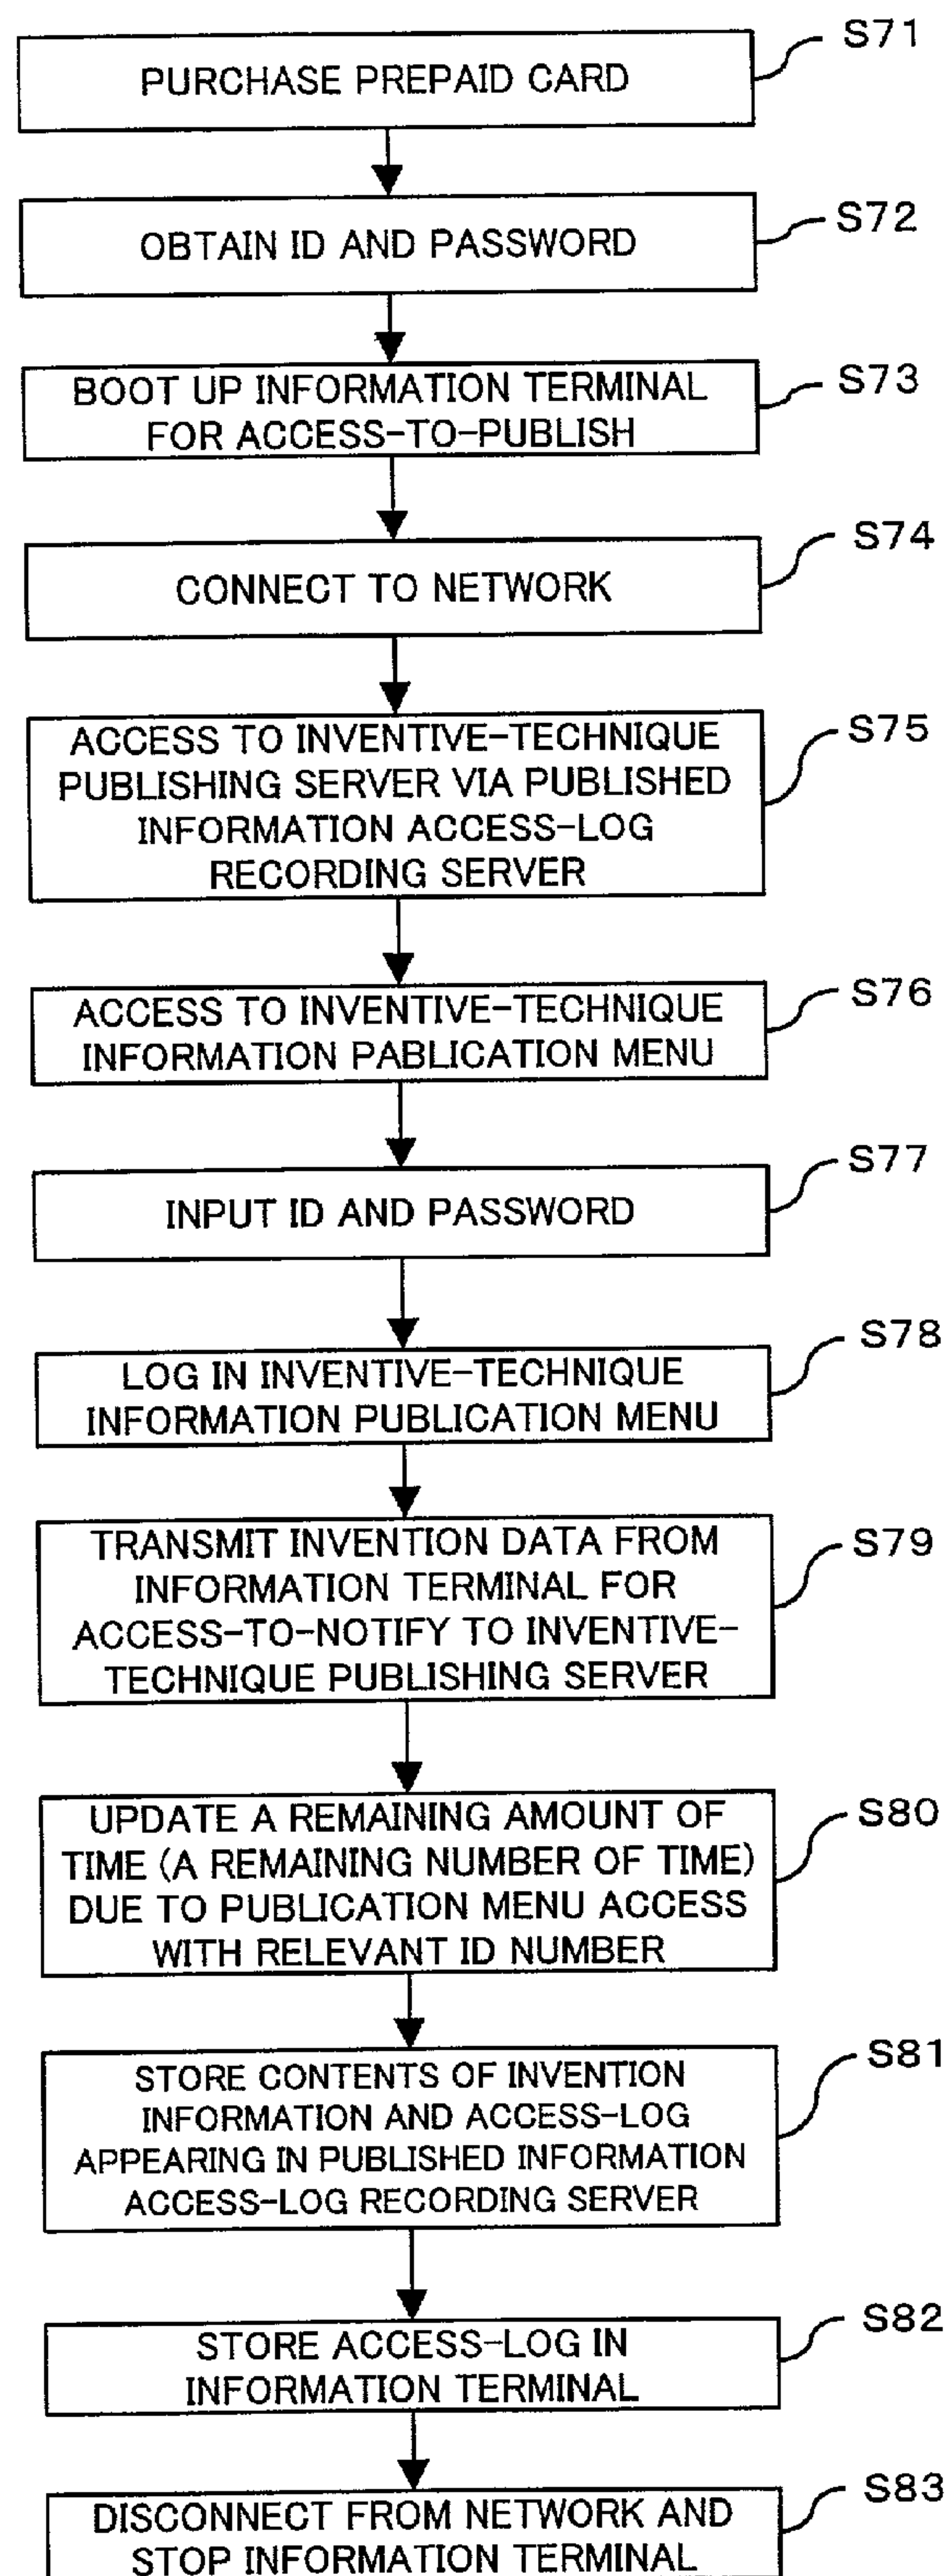 S71
PURCHASE PREPAID CARD
S72
OBTAIN ID AND PASSWORD
S73
BOOT UP INFORMATION TERMINAL
FOR ACCESS-TO-PUBLISH
S74
CONNECT TO NETWORK
S75
ACCESS TO INVENTIVE-TECHNIQUE
PUBLISHING SERVER VIA PUBLISHED
INFORMATION ACCESS-LOG
RECORDING SERVER
S76
ACCESS TO INVENTIVE-TECHNIQUE
INFORMATION PABLICATION MENU
S77
INPUT ID AND PASSWORD
S78
LOG IN INVENTIVE-TECHNIQUE
INFORMATION PUBLICATION MENU
S79
TRANSMIT INVENTION DATA FROM
INFORMATION TERMINAL FOR
ACCESS-TO-NOTIFY TO INVENTIVE-
TECHNIQUE PUBLISHING SERVER
S80
UPDATE A REMAINING AMOUNT OF
TIME (A REMAINING NUMBER OF TIME)
DUE TO PUBLICATION MENU ACCESS
WITH RELEVANT ID NUMBER
S81
STORE CONTENTS OF INVENTION
INFORMATION AND ACCESS-LOG
APPEARING IN PUBLISHED INFORMATION
ACCESS-LOG RECORDING SERVER
S82
STORE ACCESS-LOG IN
INFORMATION TERMINAL
S83
DISCONNECT FROM NETWORK AND
STOP INFORMATION TERMINAL